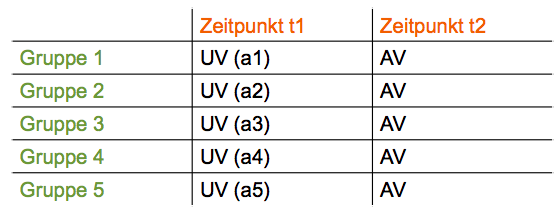 Zeitpunkt t1 Zeitpunkt t2
Gruppe 1 UV (a1) AV
Gruppe 2 UV (a2) AV
Gruppe 3 UV (a3) AV
Gruppe 4 UV (a4) AV
Gruppe 5 UV (a5) AV